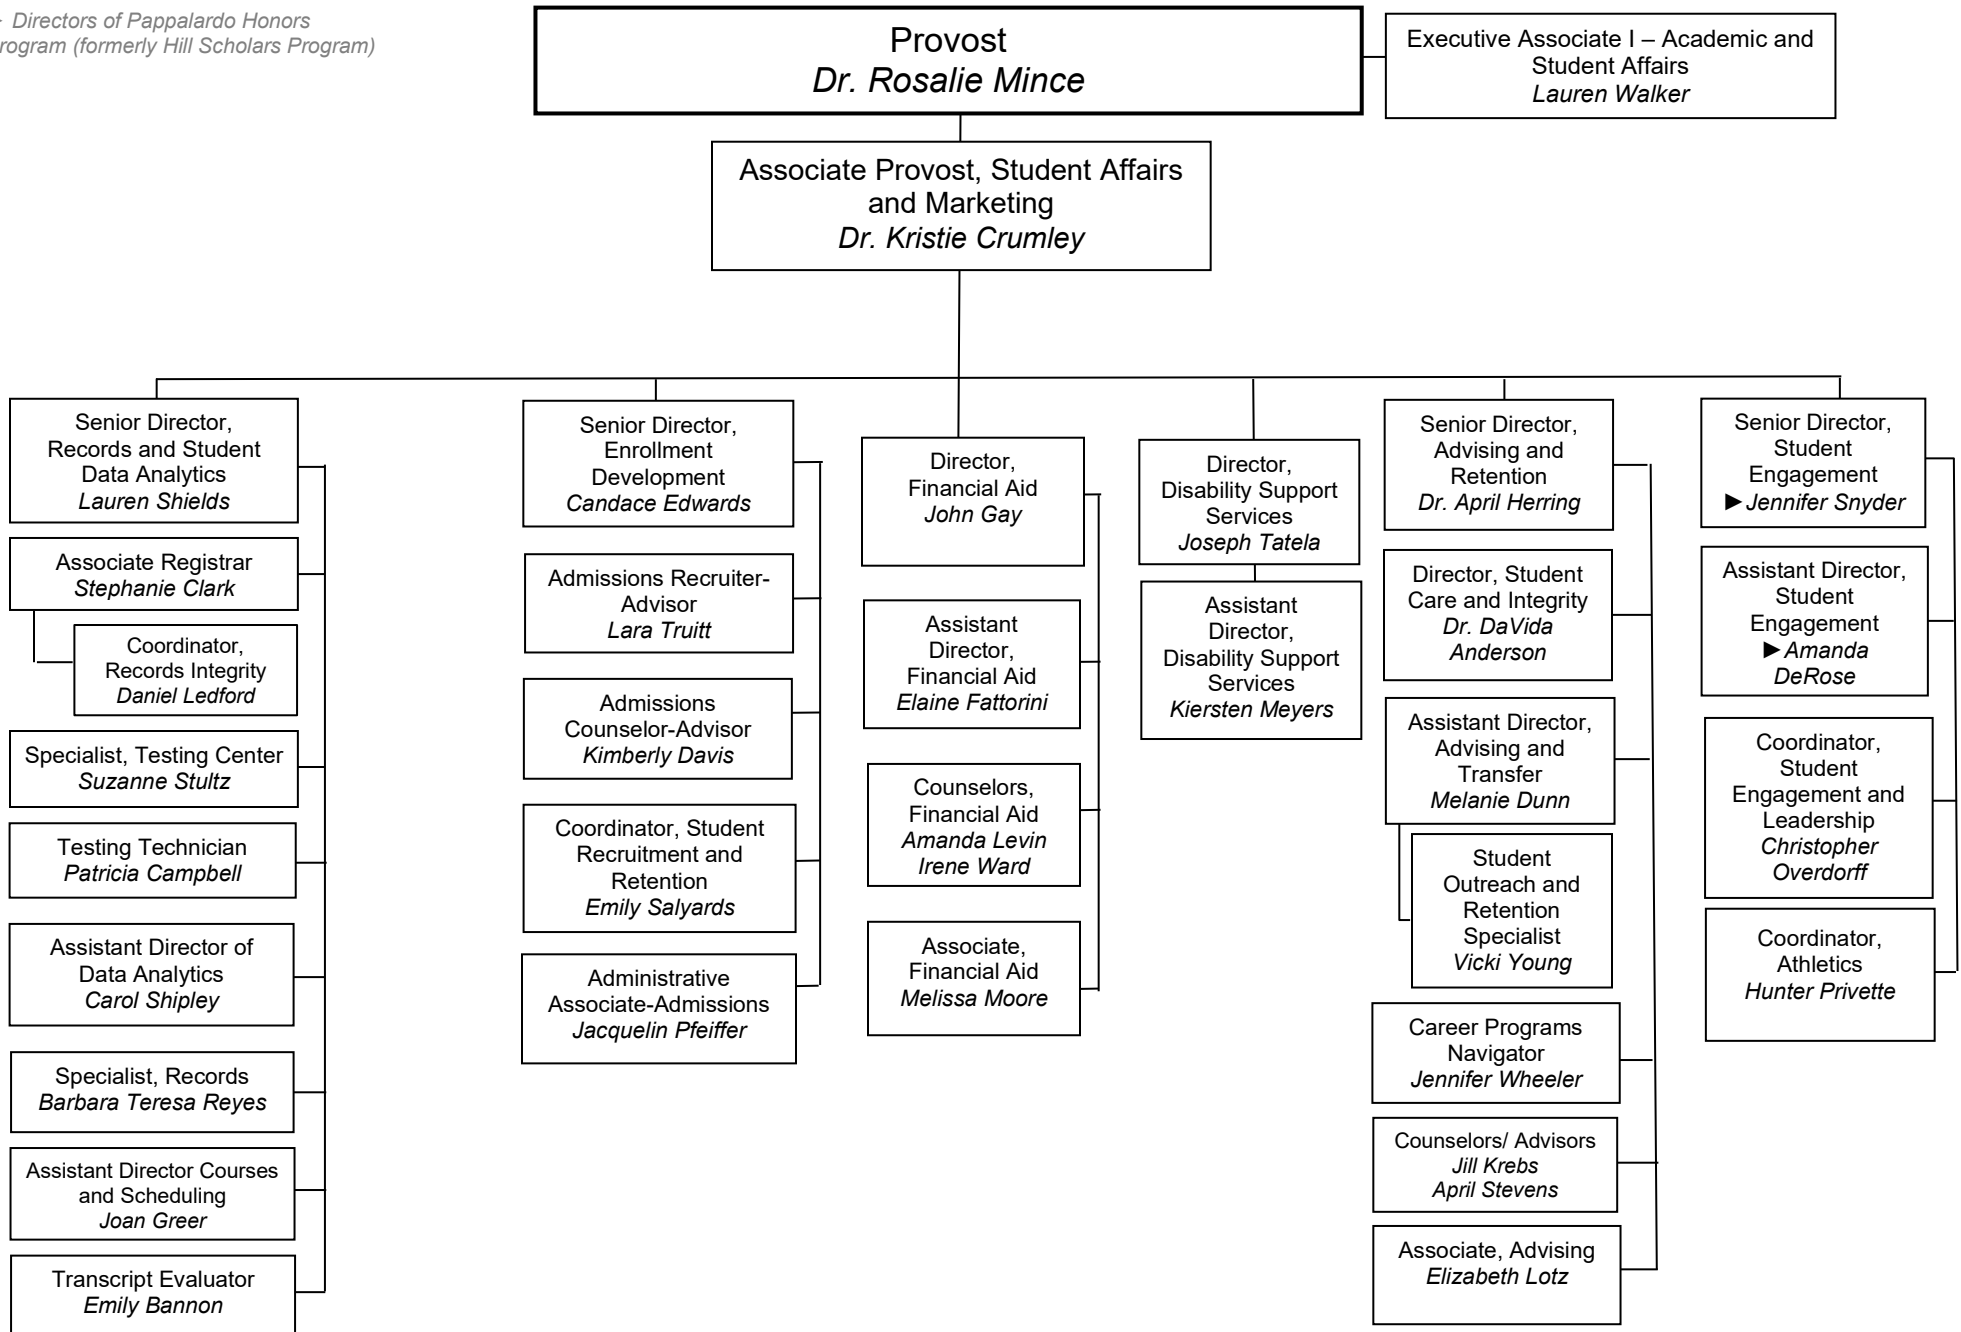 Directors of Pappalardo Honors
rogram (formerly Hill Scholars Program)
Provost
Dr. Rosalie Mince
Executive Associate I – Academic and
Student Affairs
Lauren Walker
Associate Provost, Student Affairs
and Marketing
Dr. Kristie Crumley
Senior Director,
Records and Student
Data Analytics
Lauren Shields
Associate Registrar
Stephanie Clark
Coordinator,
Records Integrity
Daniel Ledford
Specialist, Testing Center
Suzanne Stultz
Testing Technician
Patricia Campbell
Assistant Director of
Data Analytics
Carol Shipley
Specialist, Records
Barbara Teresa Reyes
Assistant Director Courses
and Scheduling
Joan Greer
Transcript Evaluator
Emily Bannon
Senior Director,
Enrollment
Development
Candace Edwards
Admissions Recruiter-
Advisor
Lara Truitt
Admissions
Counselor-Advisor
Kimberly Davis
Coordinator, Student
Recruitment and
Retention
Emily Salyards
Administrative
Associate-Admissions
Jacquelin Pfeiffer
Director,
Financial Aid
John Gay
Assistant
Director,
Financial Aid
Elaine Fattorini
Counselors,
Financial Aid
Amanda Levin
Irene Ward
Associate,
Financial Aid
Melissa Moore
Director,
Disability Support
Services
Joseph Tatela
Assistant
Director,
Disability Support
Services
Kiersten Meyers
Senior Director,
Advising and
Retention
Dr. April Herring
Director, Student
Care and Integrity
Dr. DaVida
Anderson
Assistant Director,
Advising and
Transfer
Melanie Dunn
Student
Outreach and
Retention
Specialist
Vicki Young
Career Programs
Navigator
Jennifer Wheeler
Counselors/ Advisors
Jill Krebs
April Stevens
Associate, Advising
Elizabeth Lotz
Senior Director,
Student
Engagement
►Jennifer Snyder
Assistant Director,
Student
Engagement
►Amanda
DeRose
Coordinator,
Student
Engagement and
Leadership
Christopher
Overdorff
Coordinator,
Athletics
Hunter Privette